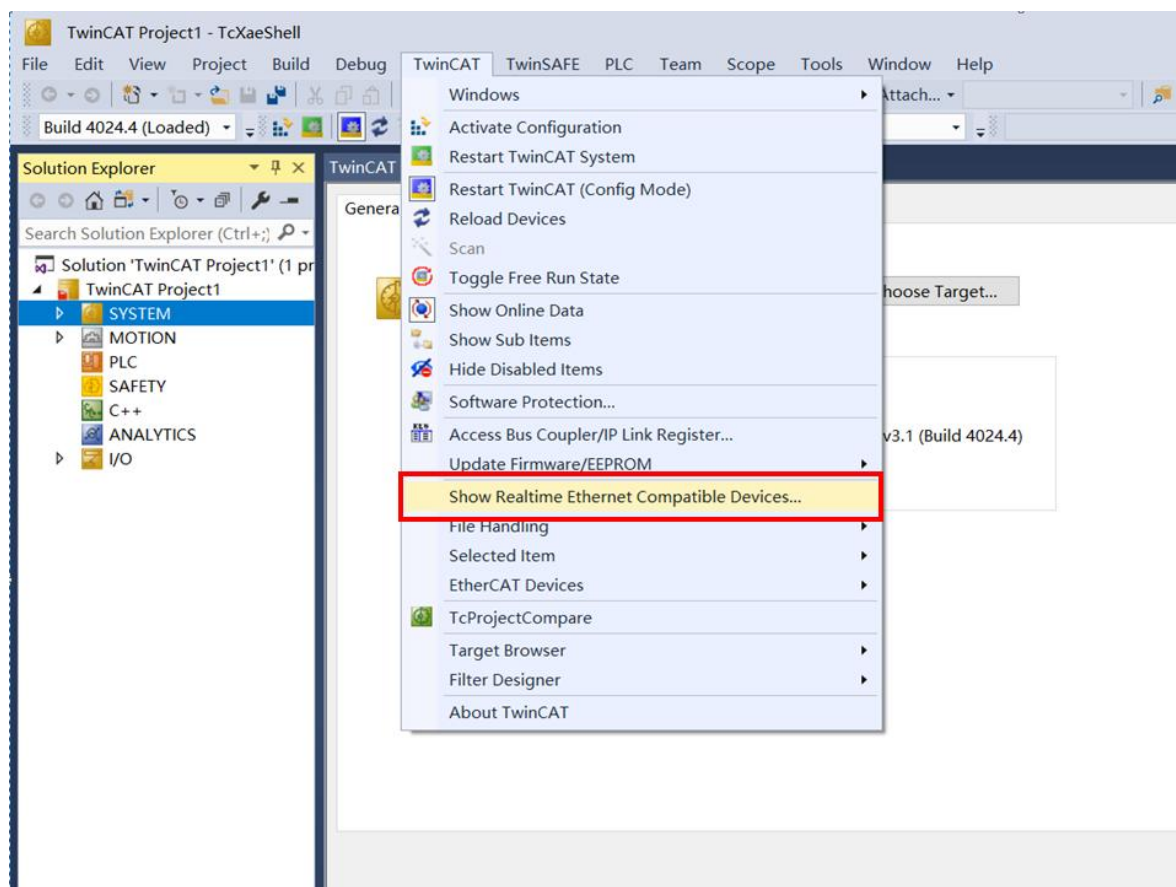 TwinCAT Project1 - TcXaeShell
File Edit View Project Build Debug TwinCAT TwinSAFE PLC Team Scope Tools Window Help
Attach...
Build 4024.4 (Loaded)
Solution Explorer
TwinCAT
Search Solution Explorer (Ctrl+;)
Genera
Solution 'TwinCAT Project1' (1 pr
TwinCAT Project1
SYSTEM
MOTION
PLC
SAFETY
C++
ANALYTICS
I/O
Windows
Activate Configuration
Restart TwinCAT System
Restart TwinCAT (Config Mode)
Reload Devices
Scan
Toggle Free Run State
Show Online Data
Show Sub Items
Hide Disabled Items
Software Protection...
Access Bus Coupler/IP Link Register...
Update Firmware/EEPROM
Show Realtime Ethernet Compatible Devices...
File Handling
Selected Item
EtherCAT Devices
TcProjectCompare
Target Browser
Filter Designer
About TwinCAT
hoose Target...
v3.1 (Build 4024.4)